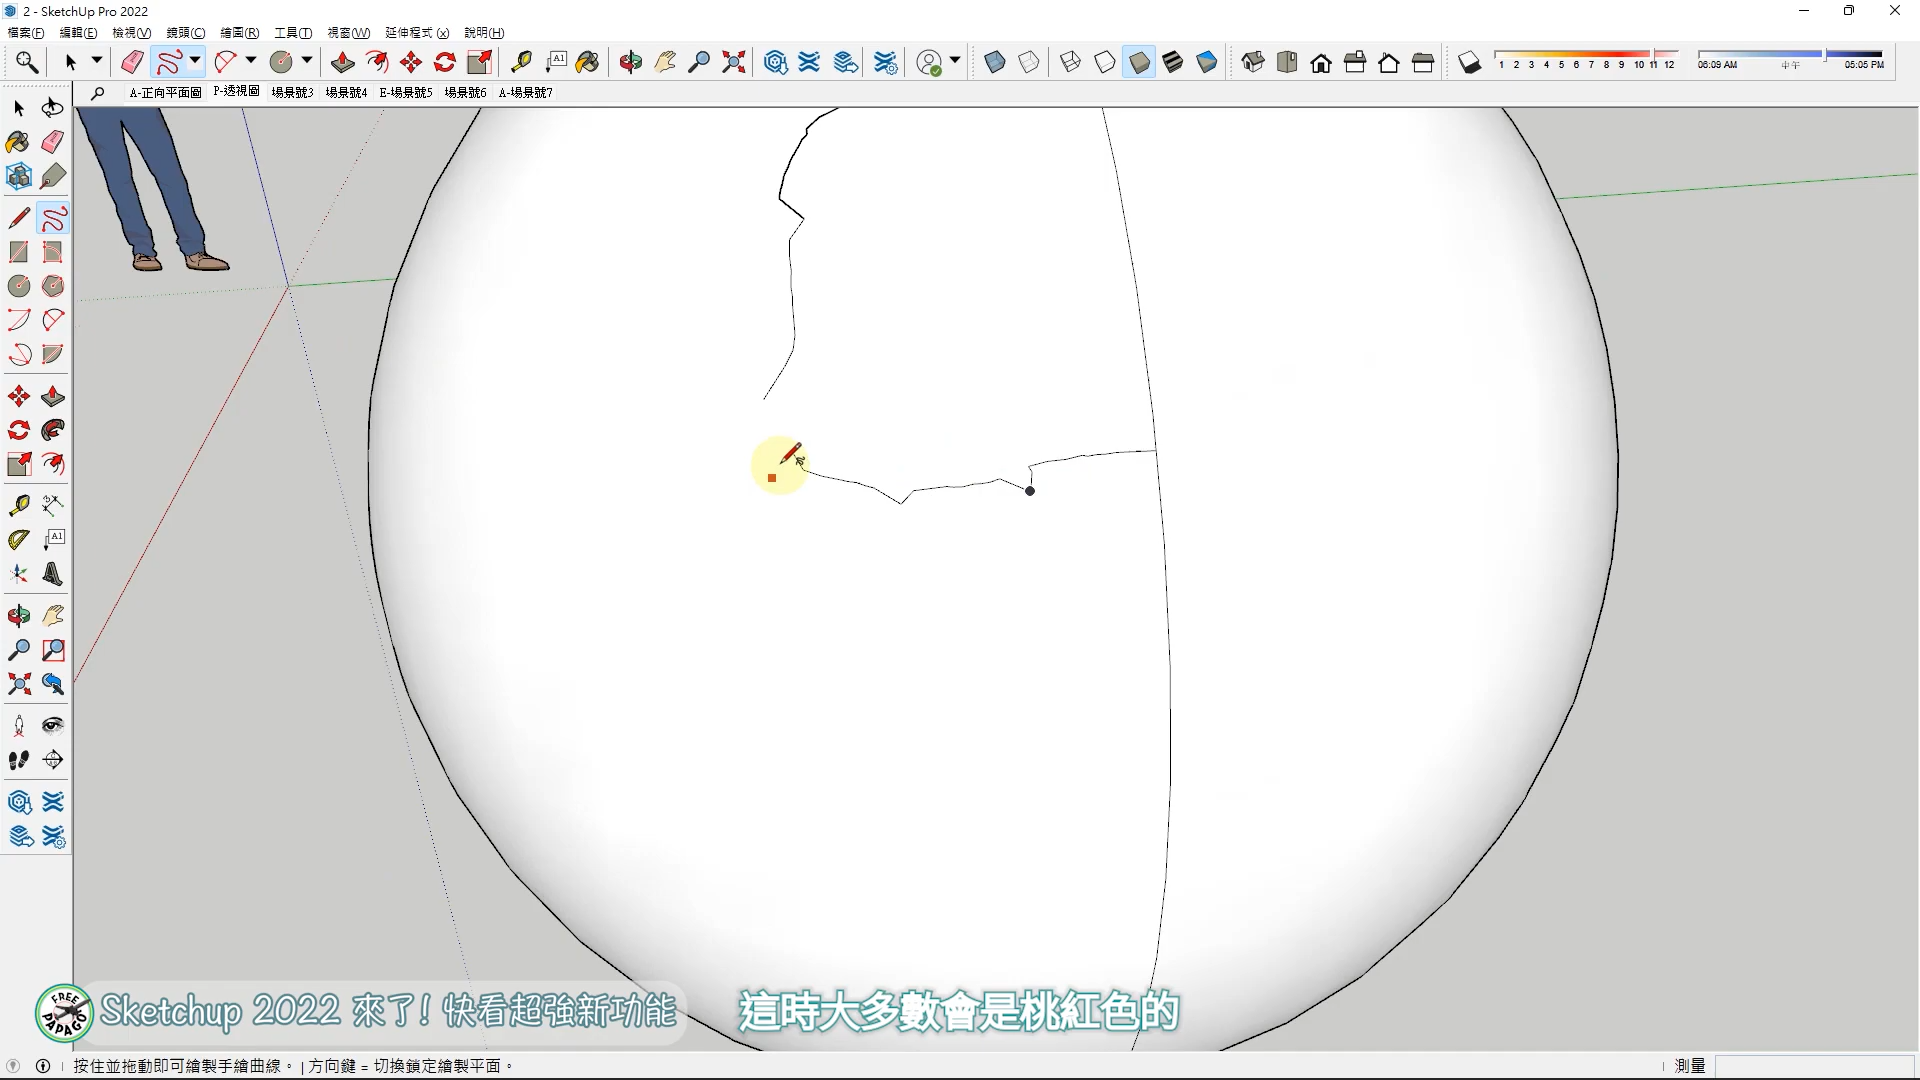 2 - SketchUp Pro 2022
檔案(F) 編輯(E) 檢視(V) 鏡頭(C) 繪圖(R) 工具(T) 視窗(W) 延伸程式 (x) 說明(H)
A1
1 2 3 4 5 6 7 8 9 10 11 12
06:09 AM 中午 05:05 PM
A-正向平面圖 P-透視圖 場景號3 場景號4 E-場景號5 場景號6 A-場景號7
A1
FREE PAPAGO
Sketchup 2022 來了! 快看超強新功能
這時大多數會是桃紅色的
按住並拖動即可繪製手繪曲線。 | 方向鍵 = 切換鎖定繪製平面。
測量